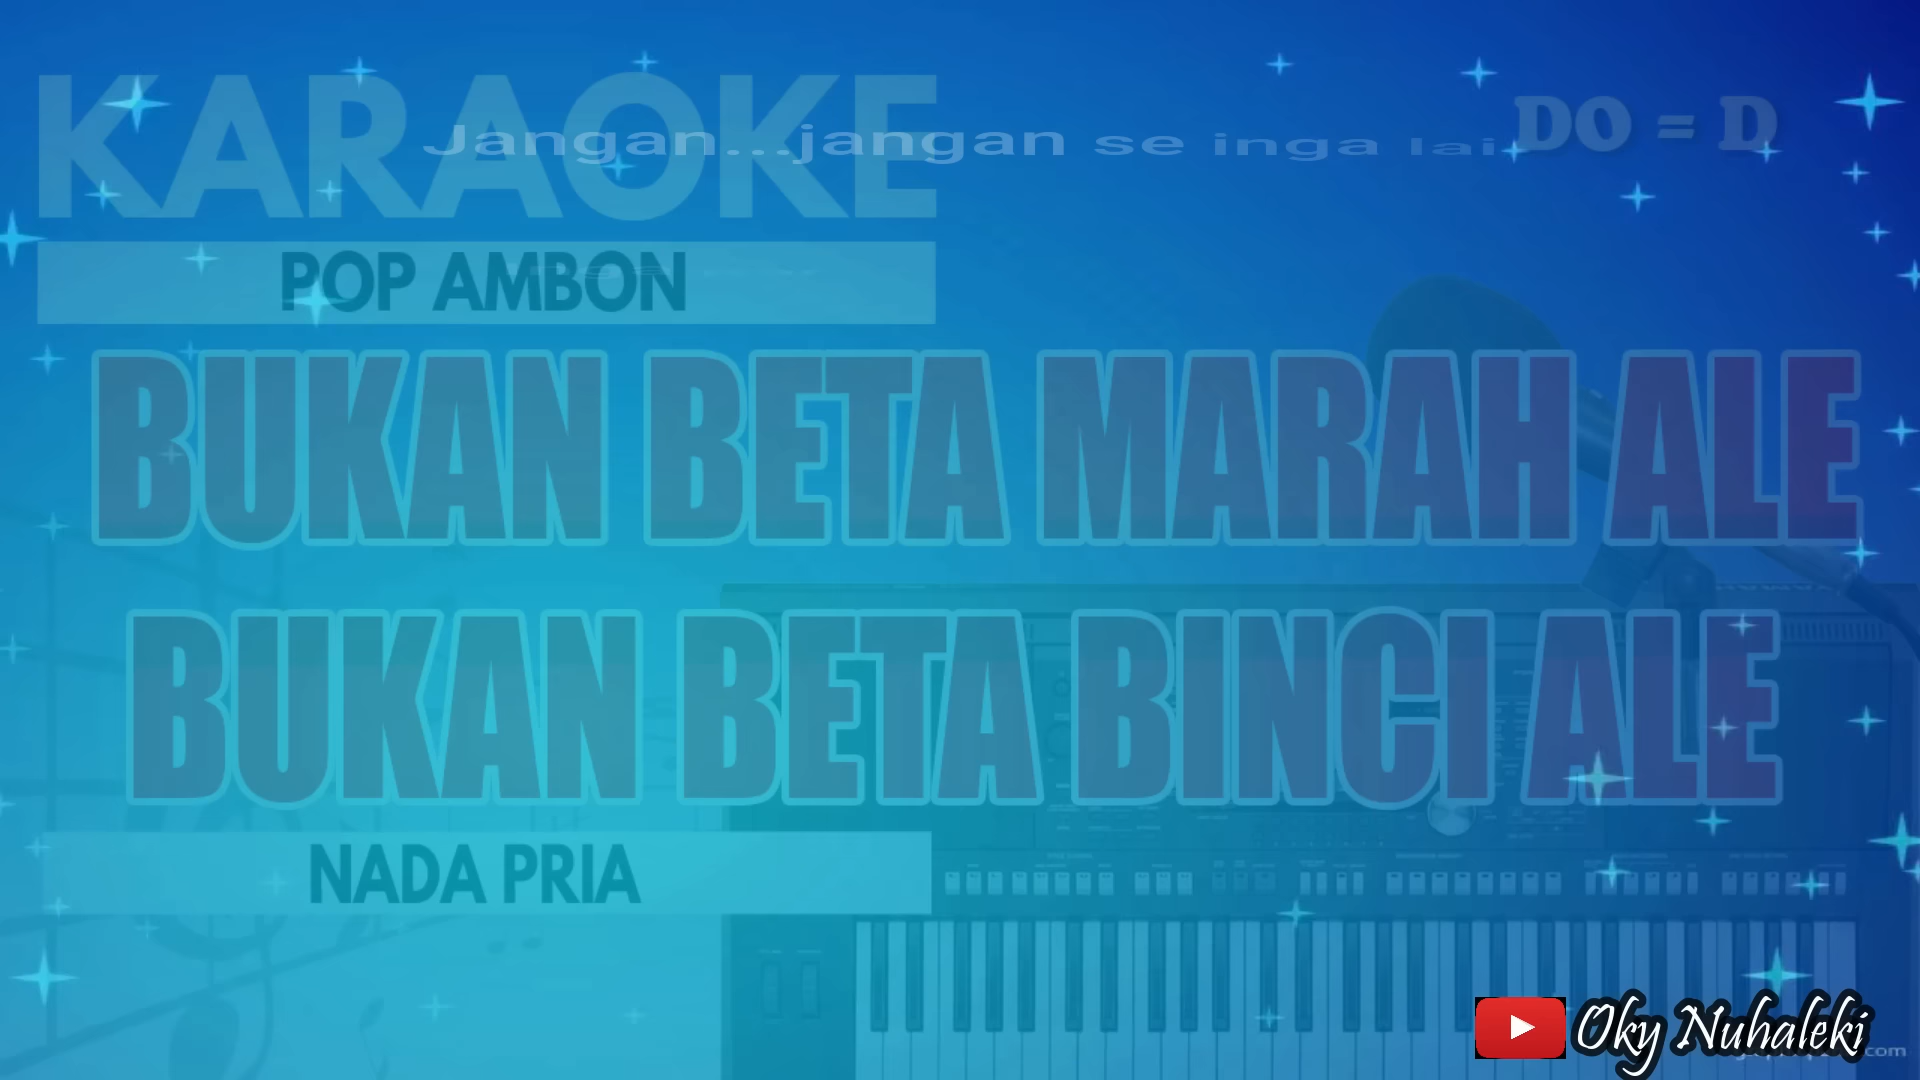 KARAOKE
Jangan...jangan se inga lai
DO = D
POP AMBON
BUKAN BETA MARAH ALE
BUKAN BETA BINCI ALE
NADA PRIA
Oky Nuhaleki